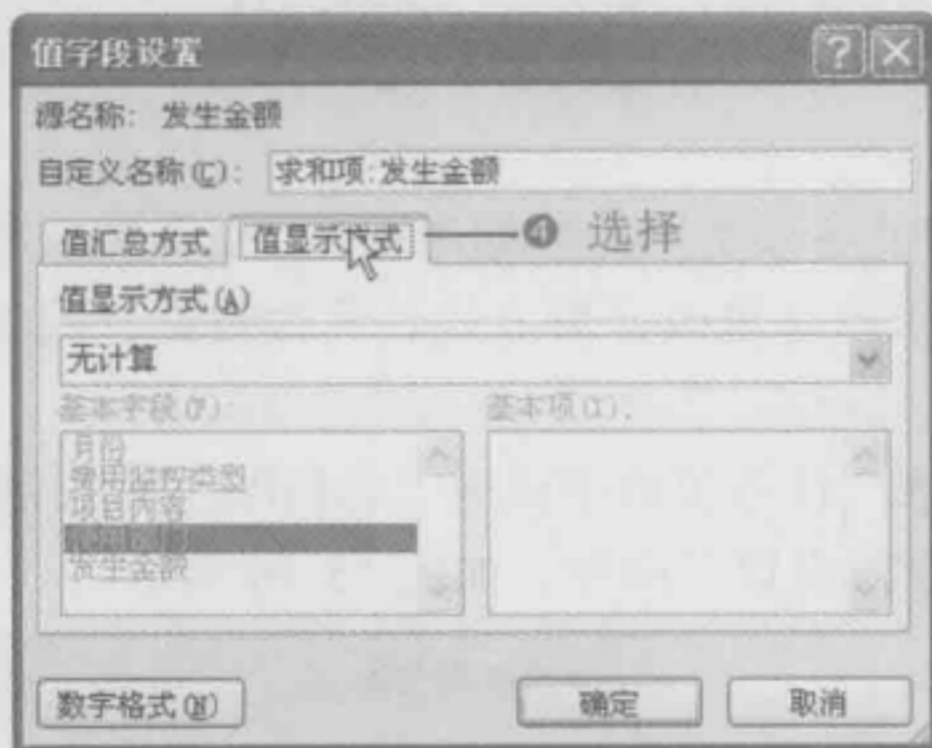 值字段设置
源名称： 发生金额
自定义名称(C)： 求和项:发生金额
值汇总方式 值显示方式 ❹ 选择
值显示方式(A)
无计算
基本字段(F)： 基本项(I)：
月份
费用监控类型
项目内容
发生金额
数字格式(N) 确定 取消